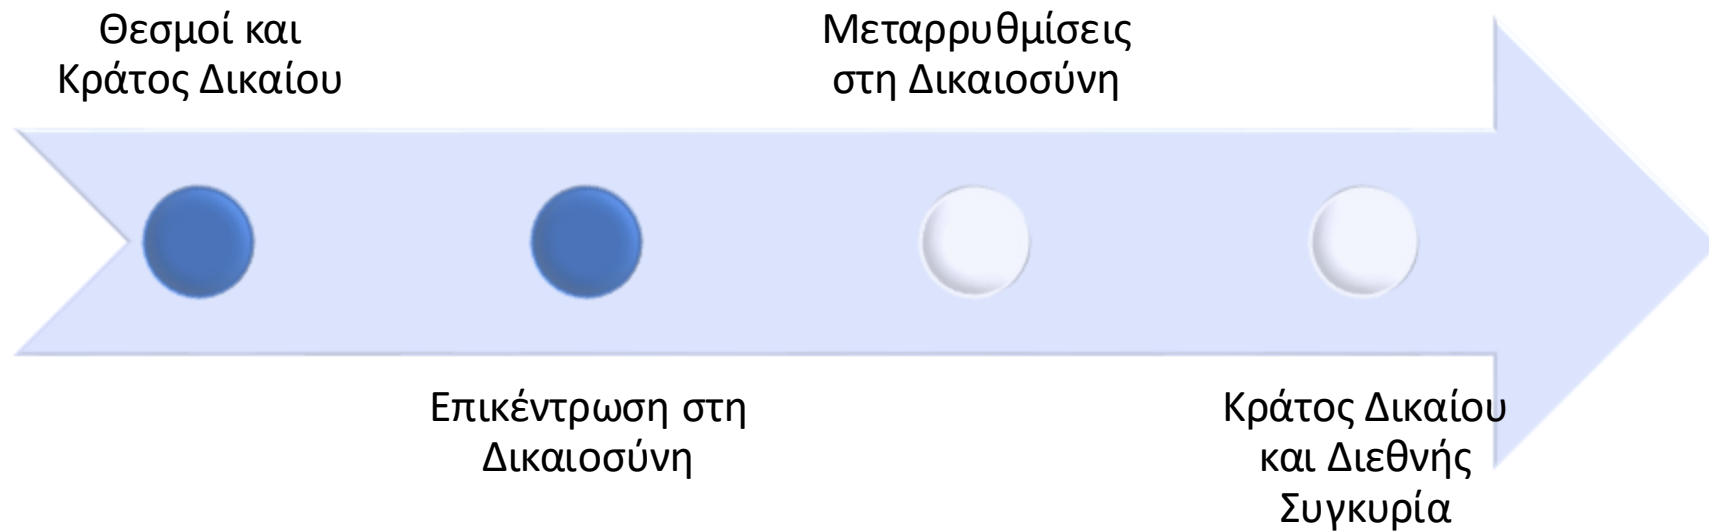 Θεσμοί και
Κράτος Δικαίου
Επικέντρωση στη
Δικαιοσύνη
Μεταρρυθμίσεις
στη Δικαιοσύνη
Κράτος Δικαίου
και Διεθνής
Συγκυρία